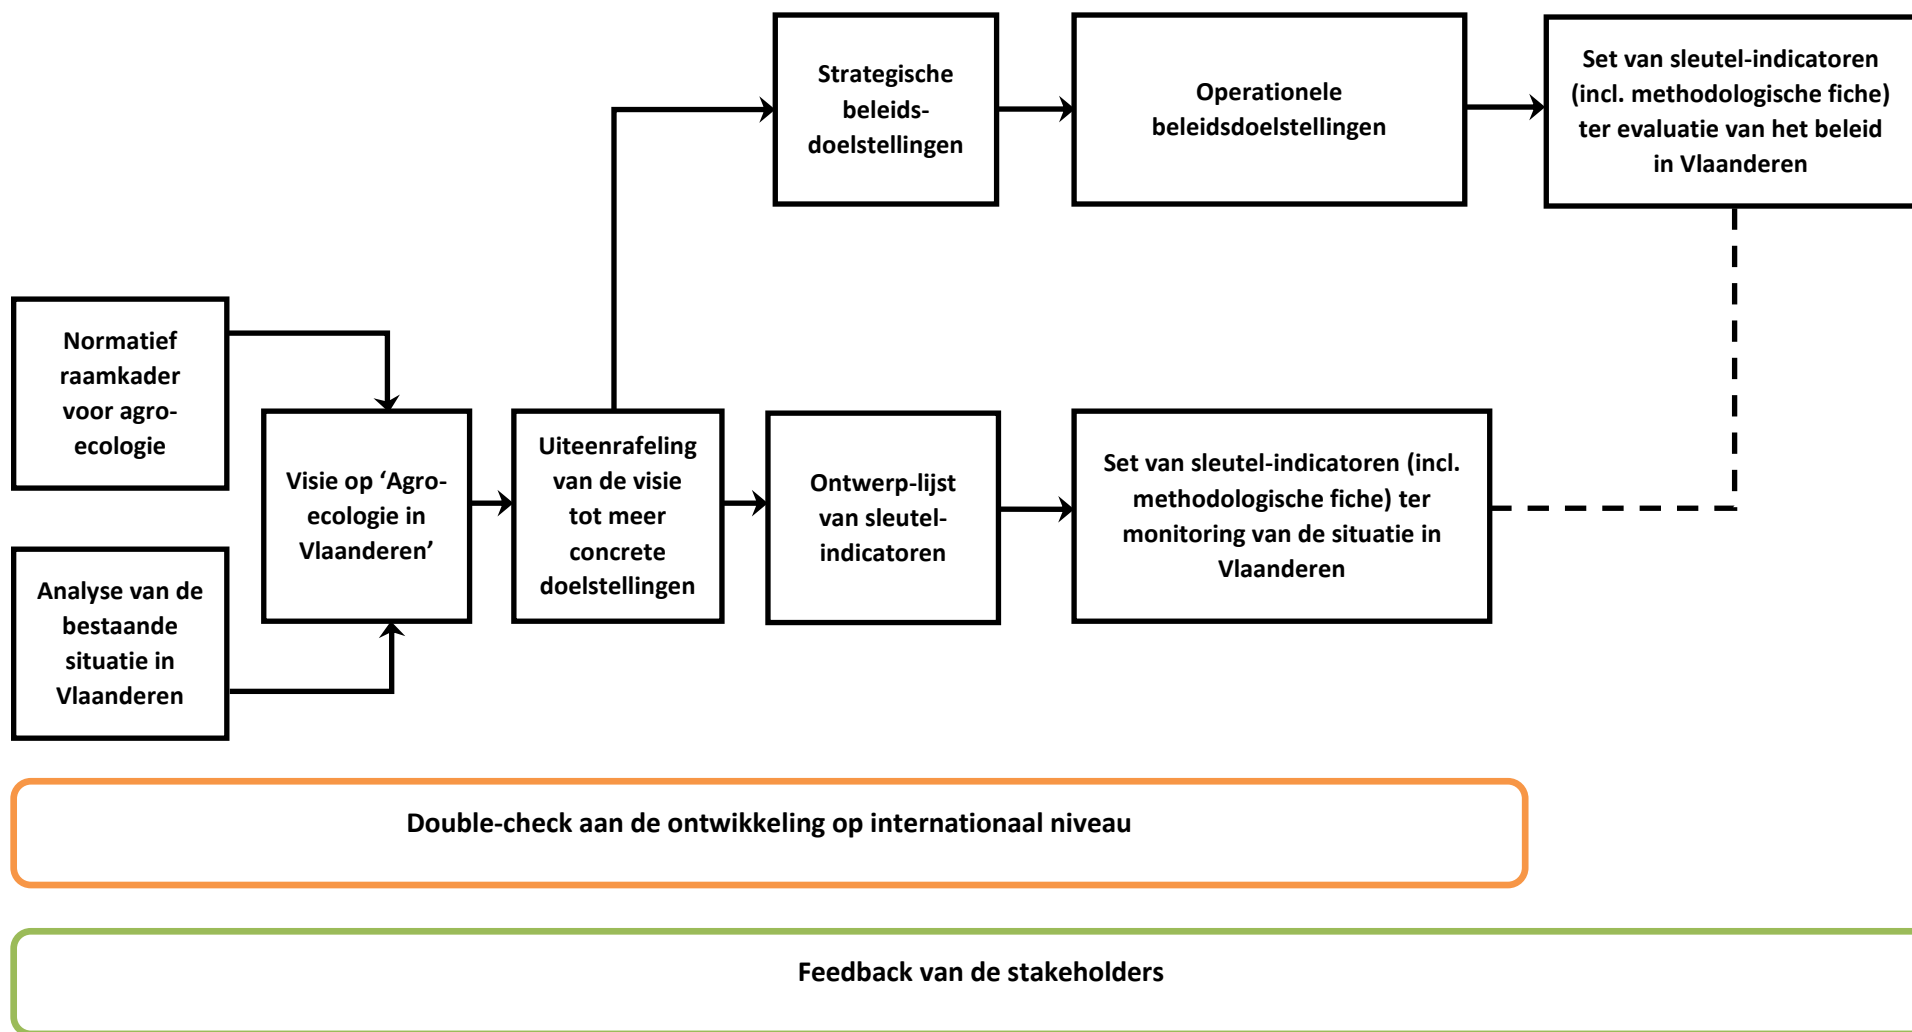 Strategische
beleids-
doelstellingen
Operationele
beleidsdoelstellingen
Set van sleutel-indicatoren
(incl. methodologische fiche)
ter evaluatie van het beleid
in Vlaanderen
Normatief
raamkader
voor agro-
ecologie
Analyse van de
bestaande
situatie in
Vlaanderen
Visie op ‘Agro-
ecologie in
Vlaanderen’
Uiteenrafeling
van de visie
tot meer
concrete
doelstellingen
Ontwerp-lijst
van sleutel-
indicatoren
Set van sleutel-indicatoren (incl.
methodologische fiche) ter
monitoring van de situatie in
Vlaanderen
Double-check aan de ontwikkeling op internationaal niveau
Feedback van de stakeholders